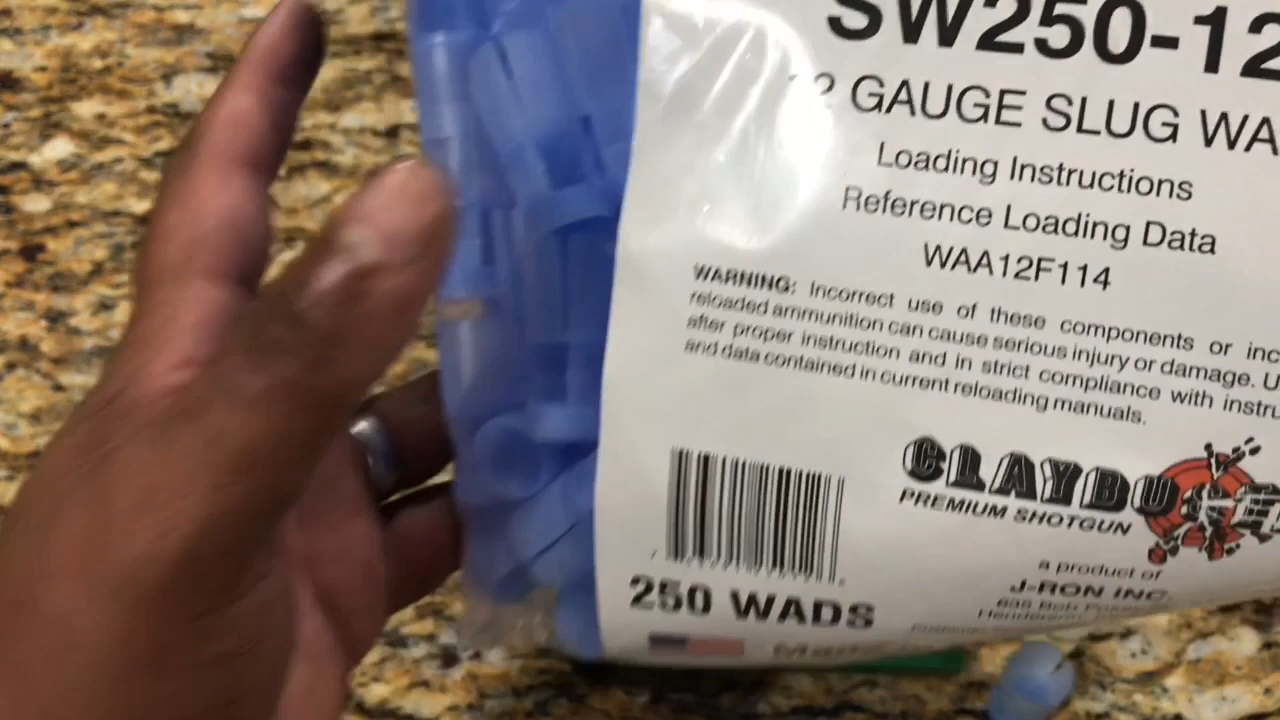 SW250-12
GAUGE SLUG WA
Loading Instructions
Reference Loading Data
WAA12F114
WARNING: Incorrect use of these components or inc
reloaded ammunition can cause serious injury or damage. U
after proper instruction and in strict compliance with instru
and data contained in current reloading manuals.
CLAYBU
PREMIUM SHOTGUN
a product of
J-RON INC.
250 WADS